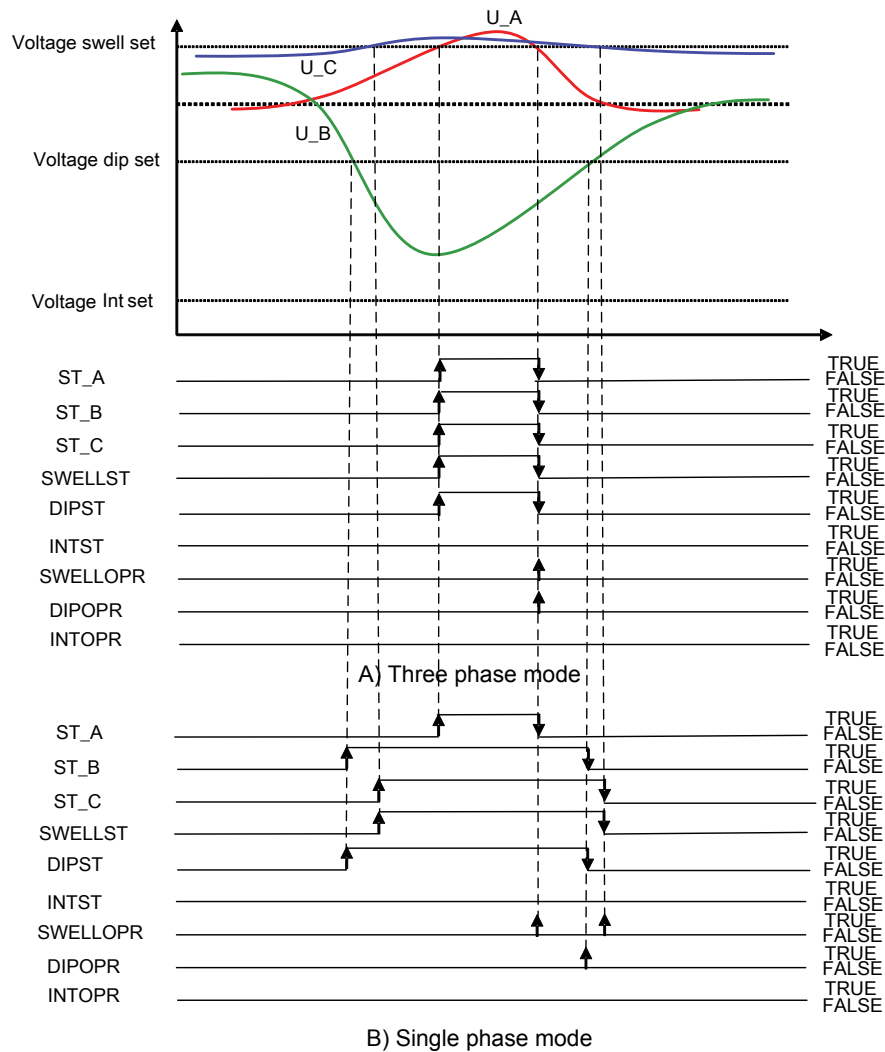 U_A
Voltage swell set
U_C
U_B
Voltage dip set
Voltage Int set
ST_A TRUE
FALSE
ST_B TRUE
FALSE
ST_C TRUE
FALSE
SWELLST TRUE
FALSE
DIPST TRUE
FALSE
INTST TRUE
FALSE
SWELLOPR TRUE
FALSE
DIPOPR TRUE
FALSE
INTOPR TRUE
FALSE
A) Three phase mode
ST_A TRUE
FALSE
ST_B TRUE
FALSE
ST_C TRUE
FALSE
SWELLST TRUE
FALSE
DIPST TRUE
FALSE
INTST TRUE
FALSE
SWELLOPR TRUE
FALSE
DIPOPR TRUE
FALSE
INTOPR TRUE
FALSE
B) Single phase mode